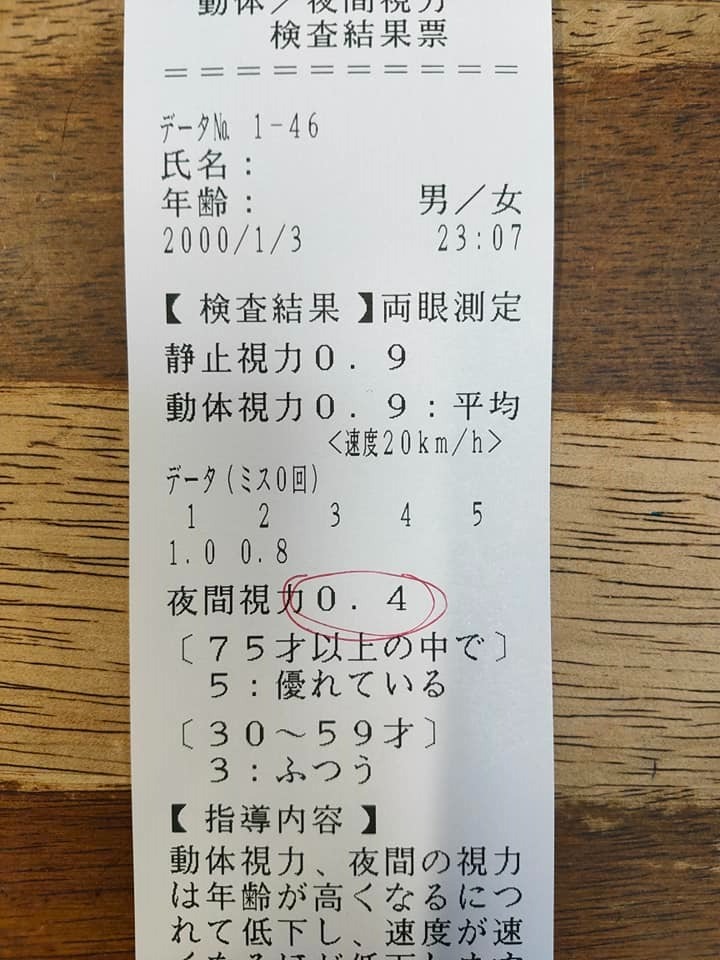 動体／夜間視力
検査結果票
＝＝＝＝＝＝＝＝＝＝
データ№ 1-46
氏名：
年齢： 男／女
2000/1/3 23:07
【検査結果】両眼測定
静止視力０．９
動体視力０．９：平均
<速度20km/h>
データ(ミス0回)
1 2 3 4 5
1.0 0.8
夜間視力０．４
〔７５才以上の中で〕
５：優れている
〔３０～５９才〕
３：ふつう
【指導内容】
動体視力、夜間の視力
は年齢が高くなるにつ
れて低下し、速度が速